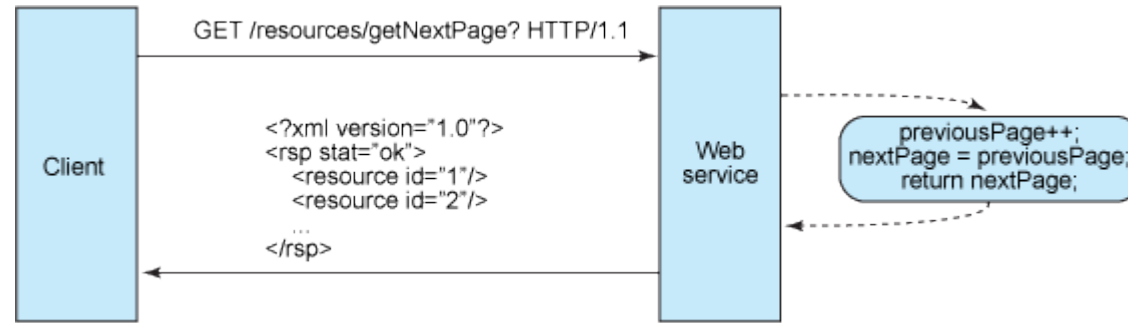 GET /resources/getNextPage? HTTP/1.1
<?xml version="1.0"?>
<rsp stat="ok">
<resource id="1"/>
<resource id="2"/>
...
</rsp>
Client
Web
service
previousPage++;
nextPage = previousPage;
return nextPage;